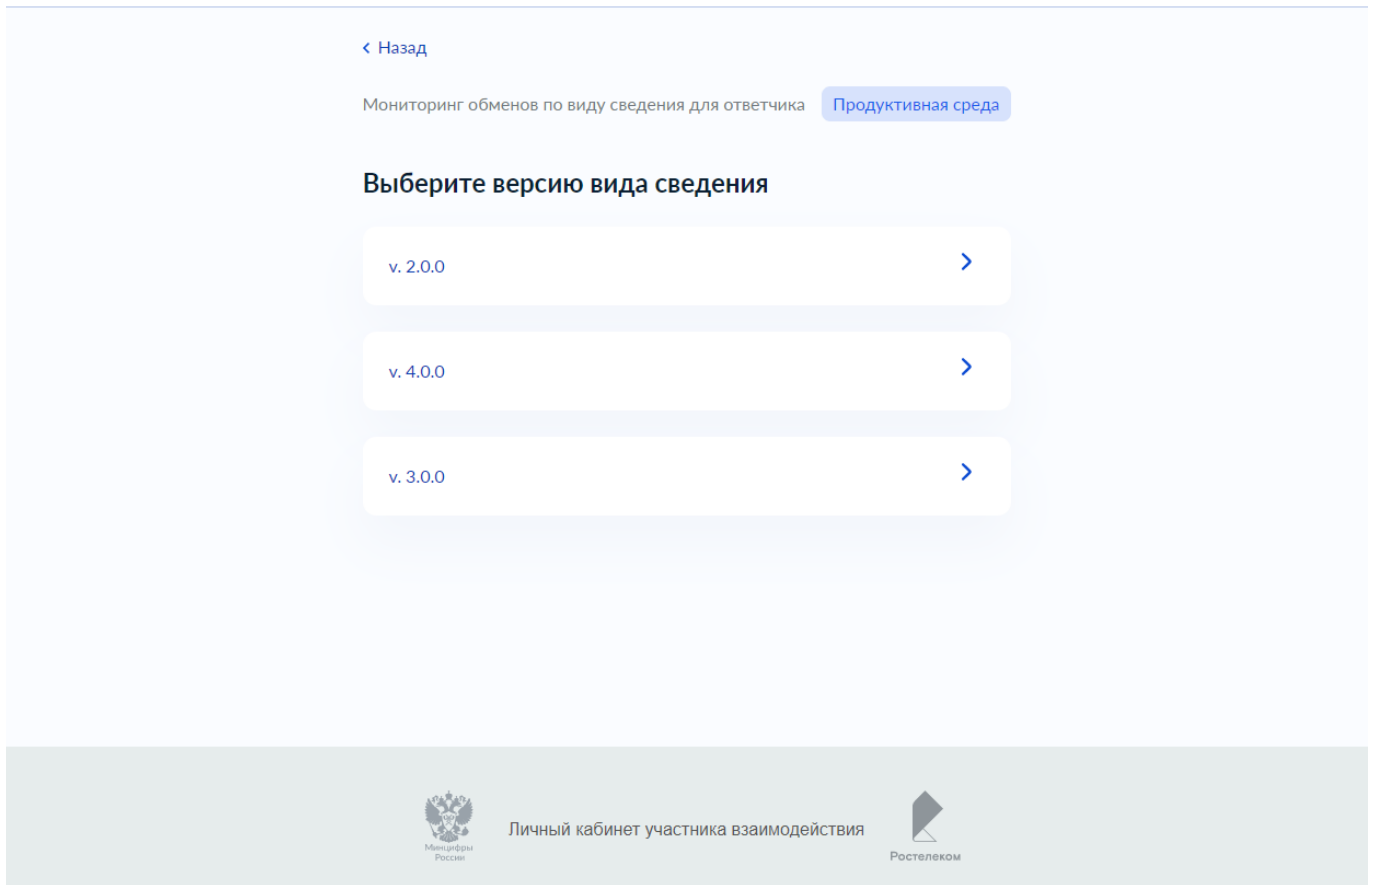 Назад
Мониторинг обменов по виду сведения для ответчика Продуктивная среда
Выберите версию вида сведения
v. 2.0.0
v. 4.0.0
v. 3.0.0
Минцифры
России
Личный кабинет участника взаимодействия
Ростелеком